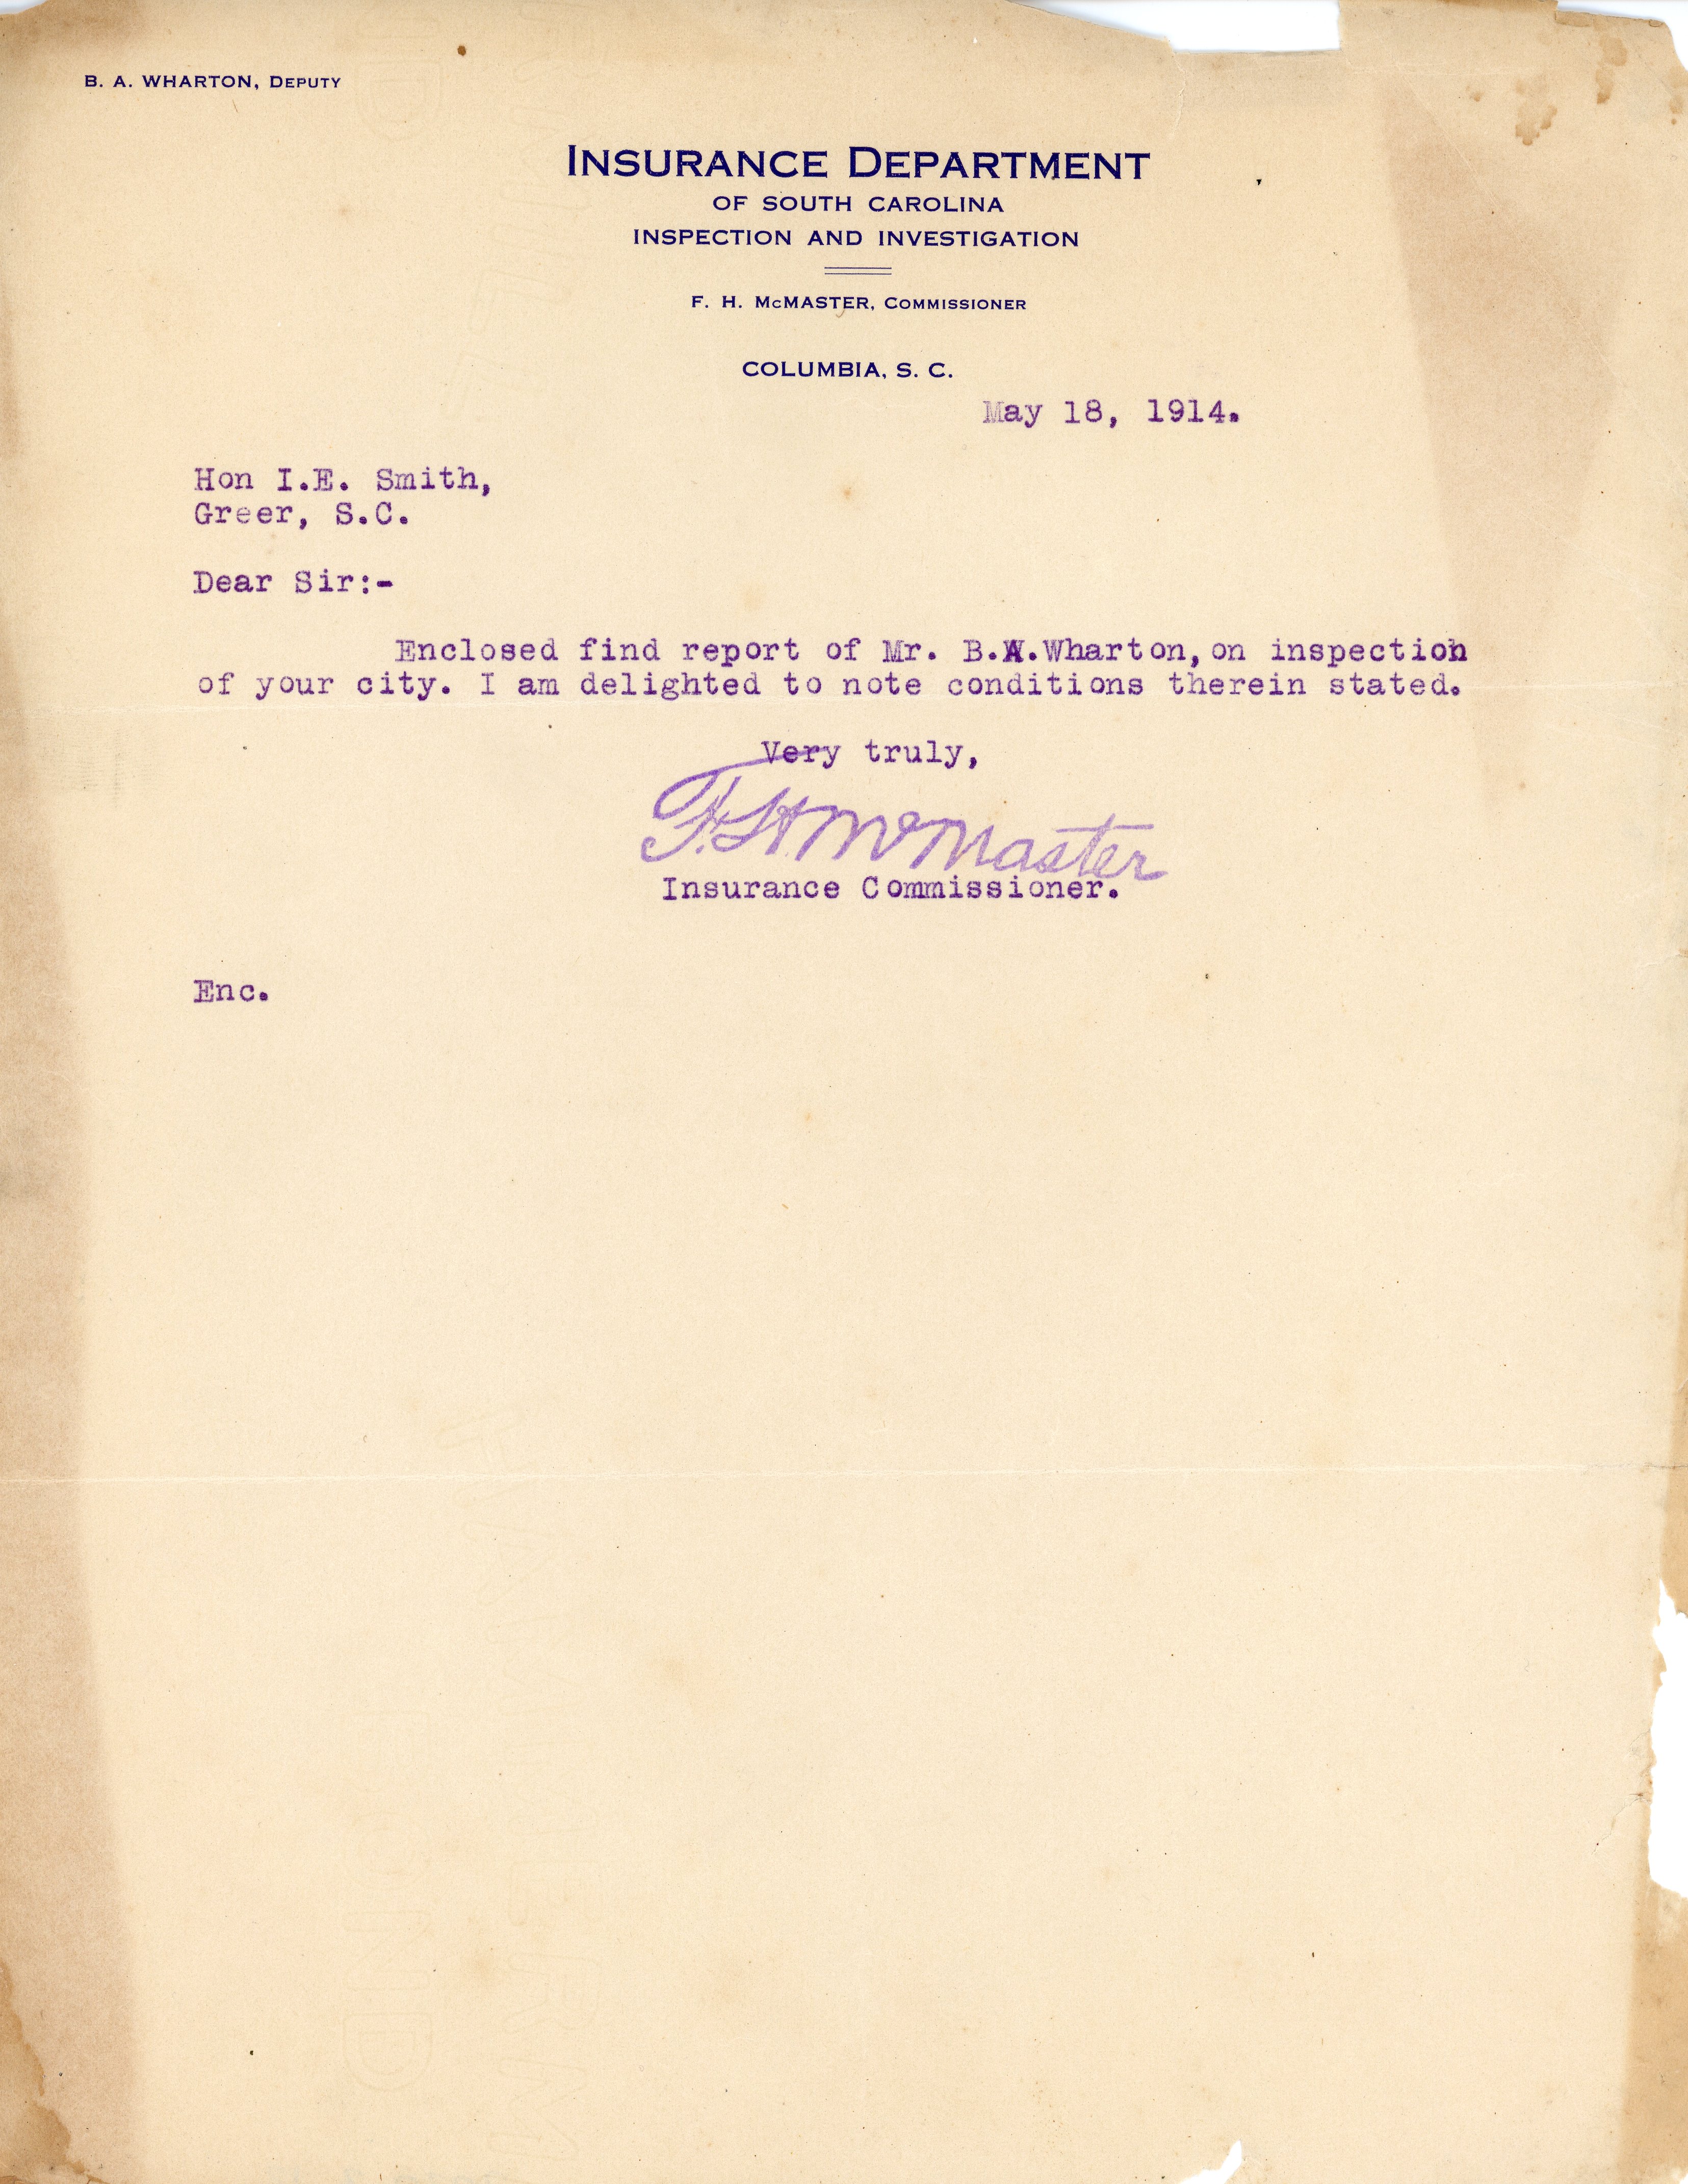 B. A. WHARTON, DEPUTY
INSURANCE DEPARTMENT
OF SOUTH CAROLINA
INSPECTION AND INVESTIGATION
F. H. McMASTER, COMMISSIONER
COLUMBIA, S. C.
May 18, 1914.
Hon I.E. Smith,
Greer, S.C.
Dear Sir:-
Enclosed find report of Mr. B.A.Wharton, on inspection
of your city. I am delighted to note conditions therein stated.
Very truly,
F. H. McMaster
Insurance Commissioner.
Enc.